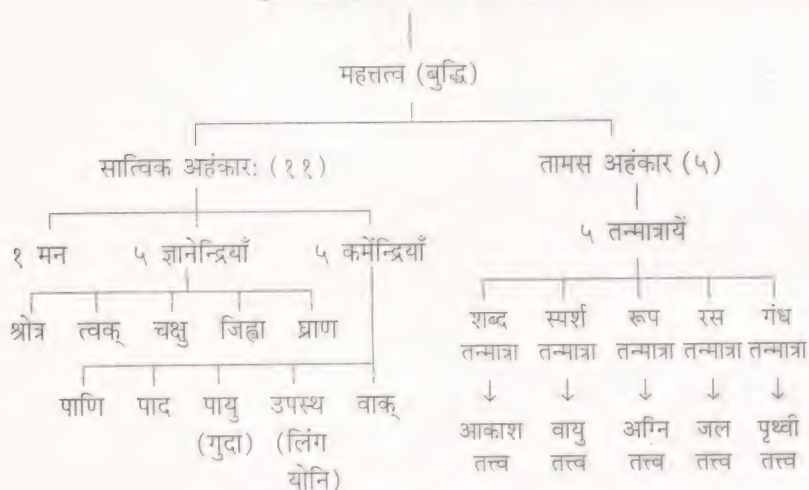 महत्तत्व (बुद्धि)
सात्विक अहंकार: (११) तामस अहंकार (५)
५ तन्मात्रायें
१ मन ५ ज्ञानेन्द्रियाँ ५ कर्मेन्द्रियाँ
श्रोत्र त्वक् चक्षु जिह्वा घ्राण
शब्द स्पर्श रूप रस गंध
तन्मात्रा तन्मात्रा तन्मात्रा तन्मात्रा तन्मात्रा
पाणि पाद पायु उपस्थ वाक्
(गुदा) (लिंग
योनि)
आकाश वायु अग्नि जल पृथ्वी
तत्त्व तत्त्व तत्त्व तत्त्व तत्त्व